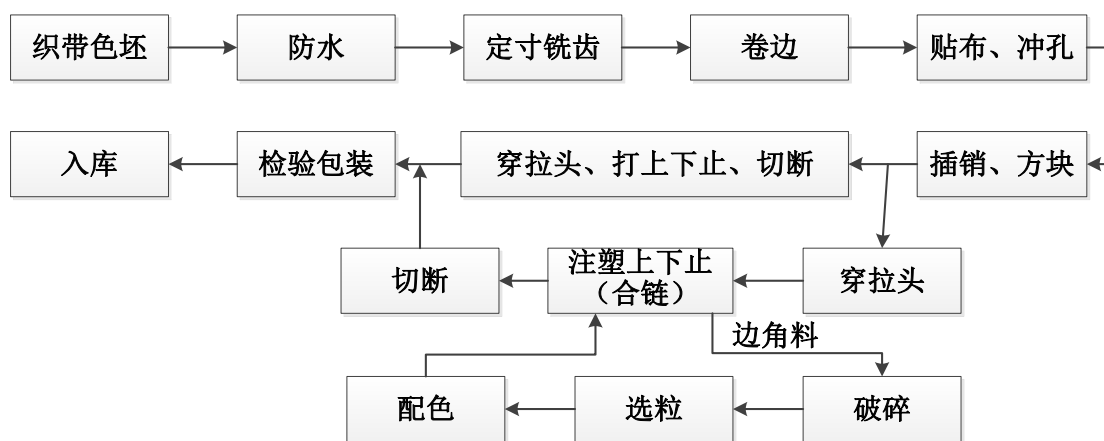 织带色坯
防水
定寸铣齿
卷边
贴布、冲孔
入库
检验包装
穿拉头、打上下止、切断
插销、方块
切断
注塑上下止
（合链）
穿拉头
边角料
配色
选粒
破碎